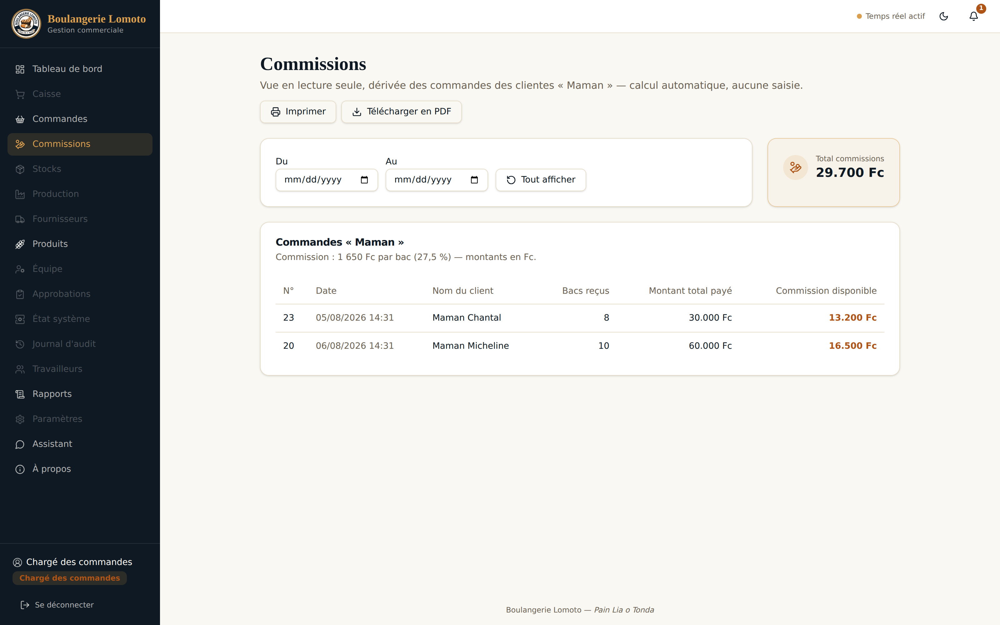 BOULANGERIE LOMOTO
Pain Lia o Tonda
Boulangerie Lomoto
Gestion commerciale
Tableau de bord
Caisse
Commandes
Commissions
Stocks
Production
Fournisseurs
Produits
Équipe
Approbations
État système
Journal d'audit
Travailleurs
Rapports
Paramètres
Assistant
À propos
Chargé des commandes
Chargé des commandes
Se déconnecter
Temps réel actif
1
Commissions
Vue en lecture seule, dérivée des commandes des clientes « Maman » — calcul automatique, aucune saisie.
Imprimer
Télécharger en PDF
Du
Au
mm/dd/yyyy
mm/dd/yyyy
Tout afficher
Total commissions
29.700 Fc
Commandes « Maman »
Commission : 1 650 Fc par bac (27,5 %) — montants en Fc.
N° Date Nom du client Bacs reçus Montant total payé Commission disponible
23 05/08/2026 14:31 Maman Chantal 8 30.000 Fc 13.200 Fc
20 06/08/2026 14:31 Maman Micheline 10 60.000 Fc 16.500 Fc
Boulangerie Lomoto — Pain Lia o Tonda